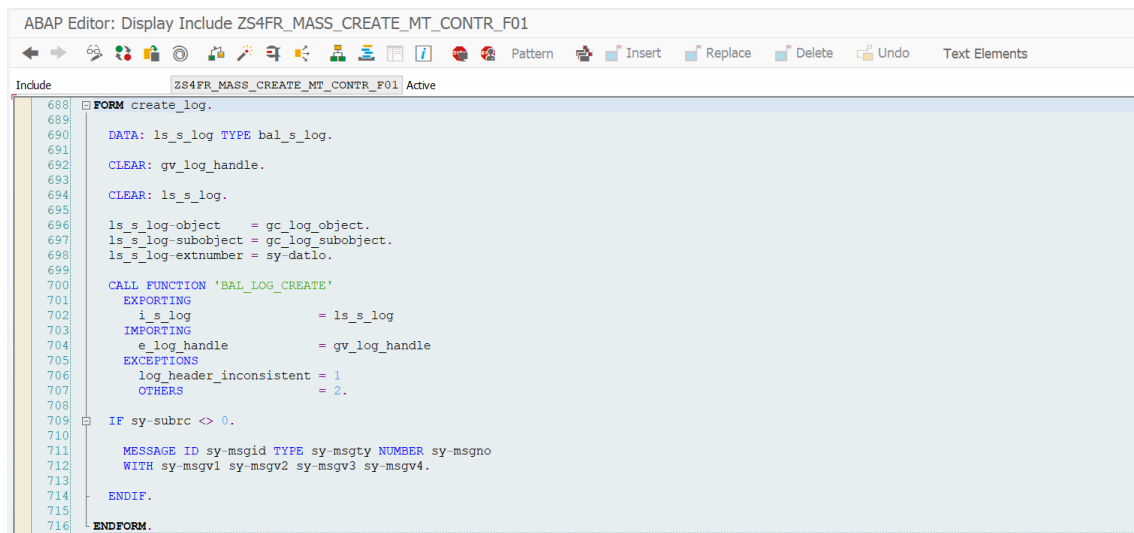 ABAP Editor: Display Include ZS4FR_MASS_CREATE_MT_CONTR_F01
Pattern Insert Replace Delete Undo Text Elements
Include ZS4FR_MASS_CREATE_MT_CONTR_F01 Active
688 FORM create_log.
689
690 DATA: ls_s_log TYPE bal_s_log.
691
692 CLEAR: gv_log_handle.
693
694 CLEAR: ls_s_log.
695
696 ls_s_log-object    = gc_log_object.
697 ls_s_log-subobject = gc_log_subobject.
698 ls_s_log-extnumber = sy-datlo.
699
700 CALL FUNCTION 'BAL_LOG_CREATE'
701 EXPORTING
702 i_s_log                 = ls_s_log
703 IMPORTING
704 e_log_handle            = gv_log_handle
705 EXCEPTIONS
706 log_header_inconsistent = 1
707 OTHERS                  = 2.
708
709 IF sy-subrc <> 0.
710
711 MESSAGE ID sy-msgid TYPE sy-msgty NUMBER sy-msgno
712 WITH sy-msgv1 sy-msgv2 sy-msgv3 sy-msgv4.
713
714 ENDIF.
715
716 ENDFORM.